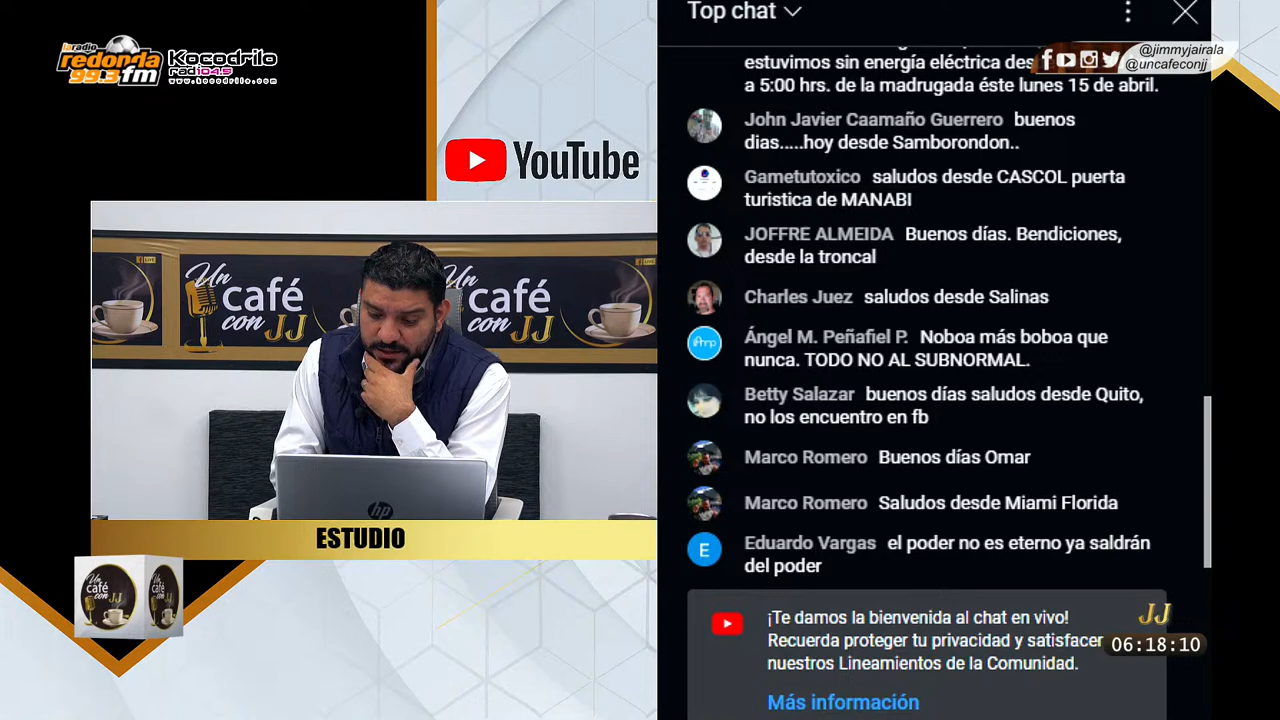 la radio
redonda
99.3 fm
Kocodrilo
radio 104.5
www.kocodrilo.com
YouTube
Un
café
con JJ
Un
café
con JJ
hp
ESTUDIO
Un
café
con JJ
Top chat
@jimmyjairala
@uncafeconjj
estuvimos sin energía eléctrica des
a 5:00 hrs. de la madrugada éste lunes 15 de abril.
John Javier Caamaño Guerrero buenos
dias.....hoy desde Samborondon..
Gametutoxico saludos desde CASCOL puerta
turistica de MANABI
JOFFRE ALMEIDA Buenos días. Bendiciones,
desde la troncal
Charles Juez saludos desde Salinas
Ángel M. Peñafiel P. Noboa más boboa que
nunca. TODO NO AL SUBNORMAL.
Betty Salazar buenos días saludos desde Quito,
no los encuentro en fb
Marco Romero Buenos días Omar
Marco Romero Saludos desde Miami Florida
E
Eduardo Vargas el poder no es eterno ya saldrán
del poder
¡Te damos la bienvenida al chat en vivo!
Recuerda proteger tu privacidad y satisfacer
nuestros Lineamientos de la Comunidad.
Más información
JJ
06:18:10